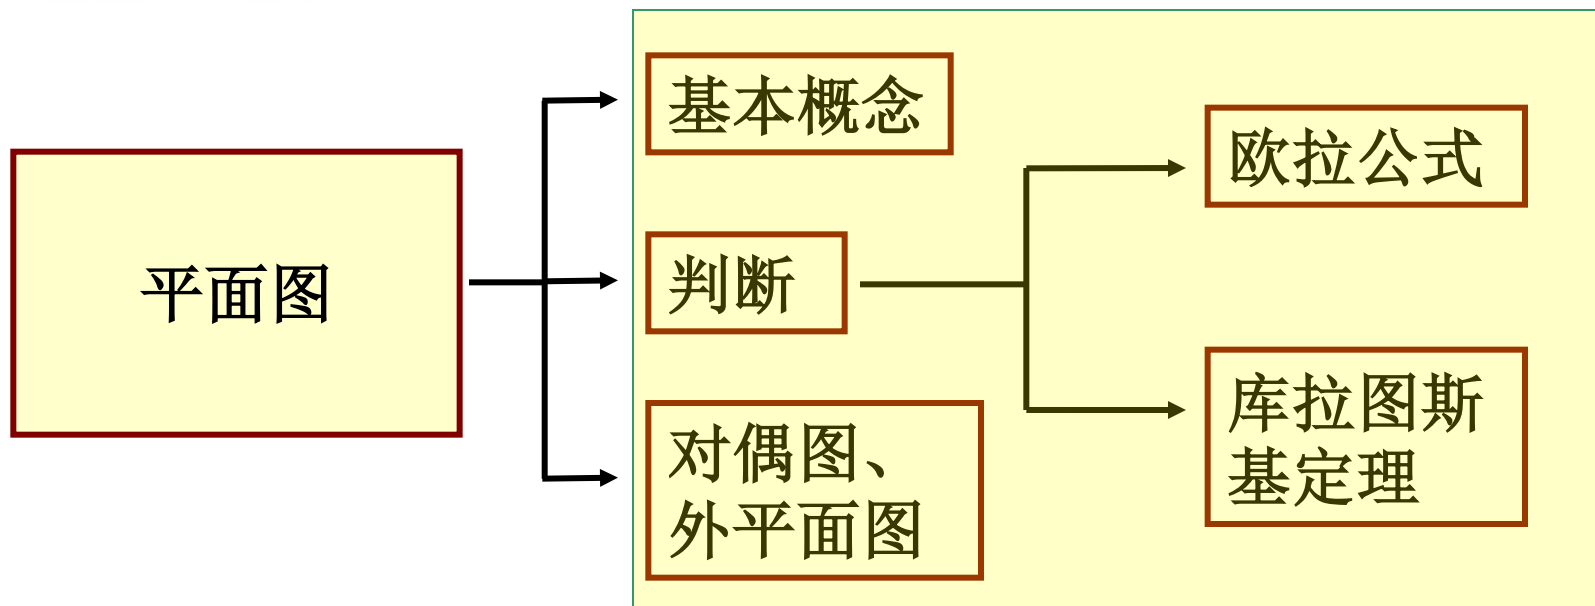 平面图
基本概念
判断
对偶图、
外平面图
欧拉公式
库拉图斯
基定理